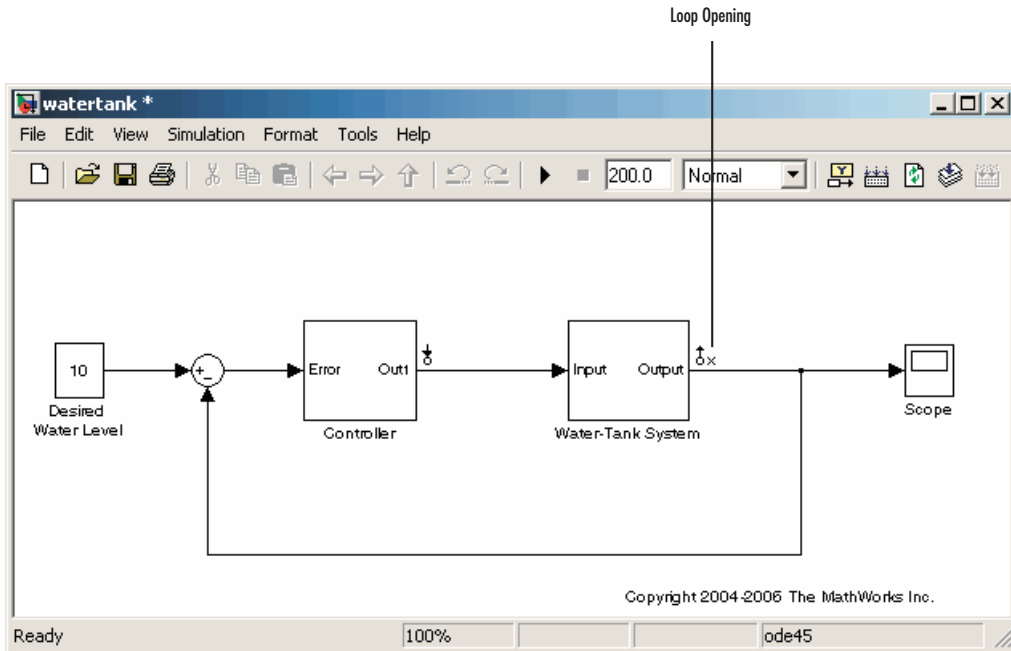 Loop Opening
watertank *
File Edit View Simulation Format Tools Help
200.0 Normal
10
Desired
Water Level
+
-
Error Out1
Controller
Input Output
Water-Tank System
x
Scope
Copyright 2004-2006 The MathWorks Inc.
Ready 100% ode45